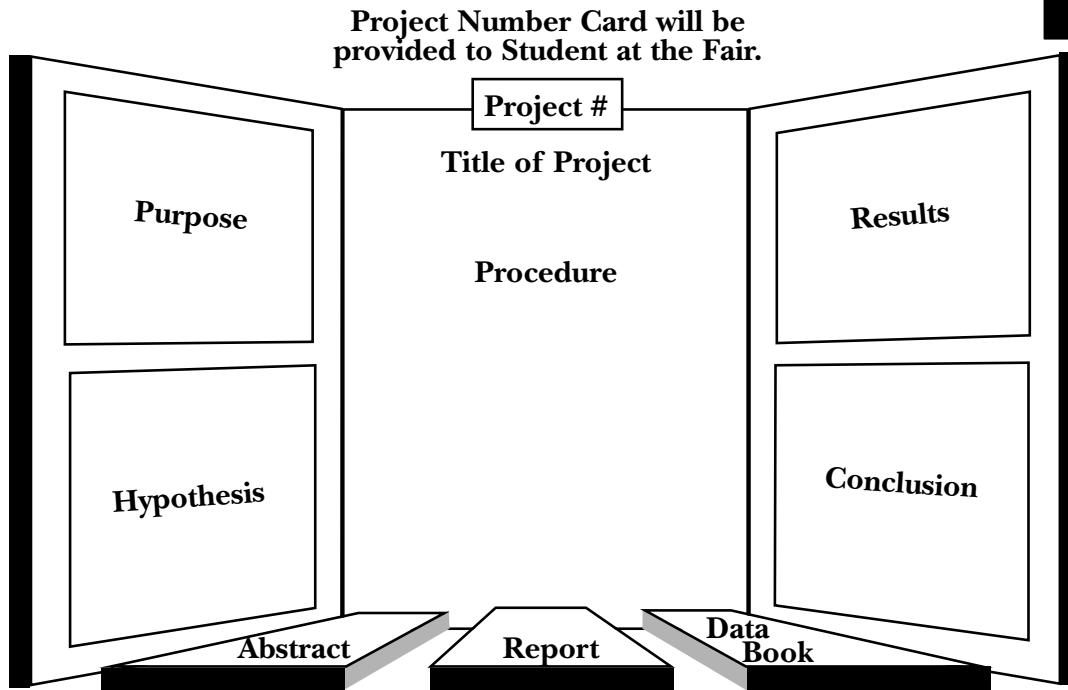 Project Number Card will be
provided to Student at the Fair.
Project #
Title of Project
Procedure
Purpose
Hypothesis
Results
Conclusion
Abstract
Report
Data
Book